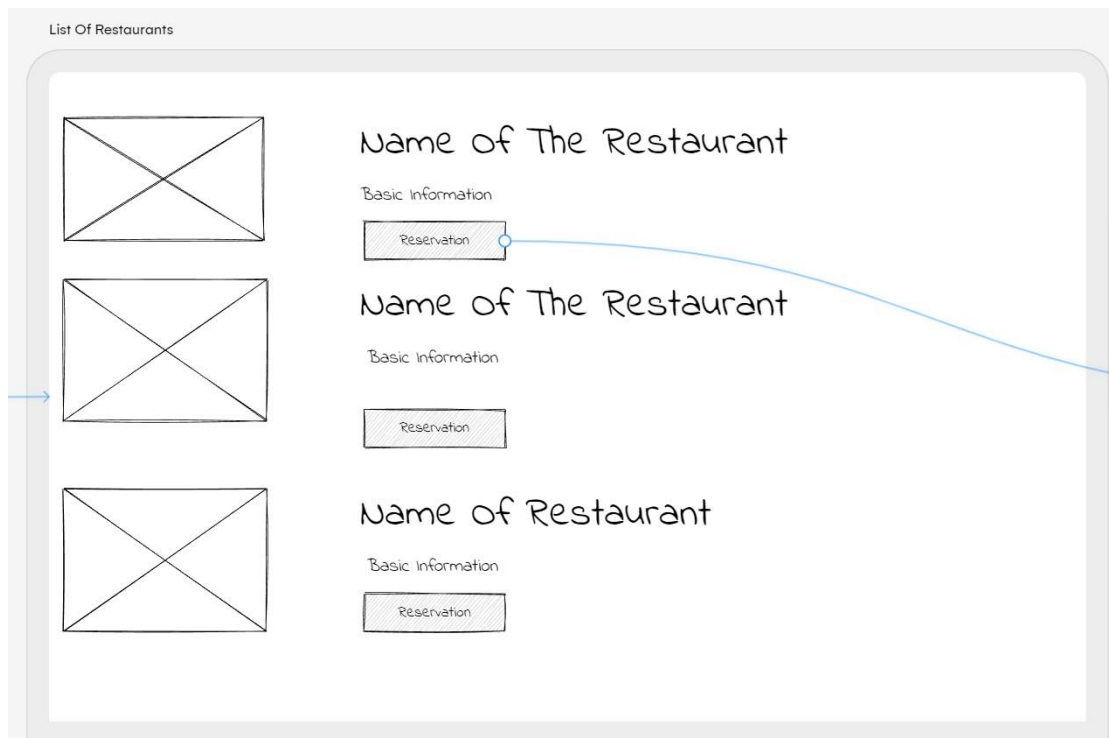 List Of Restaurants
Name Of The Restaurant
Basic Information
Reservation
Name Of The Restaurant
Basic Information
Reservation
Name Of Restaurant
Basic Information
Reservation